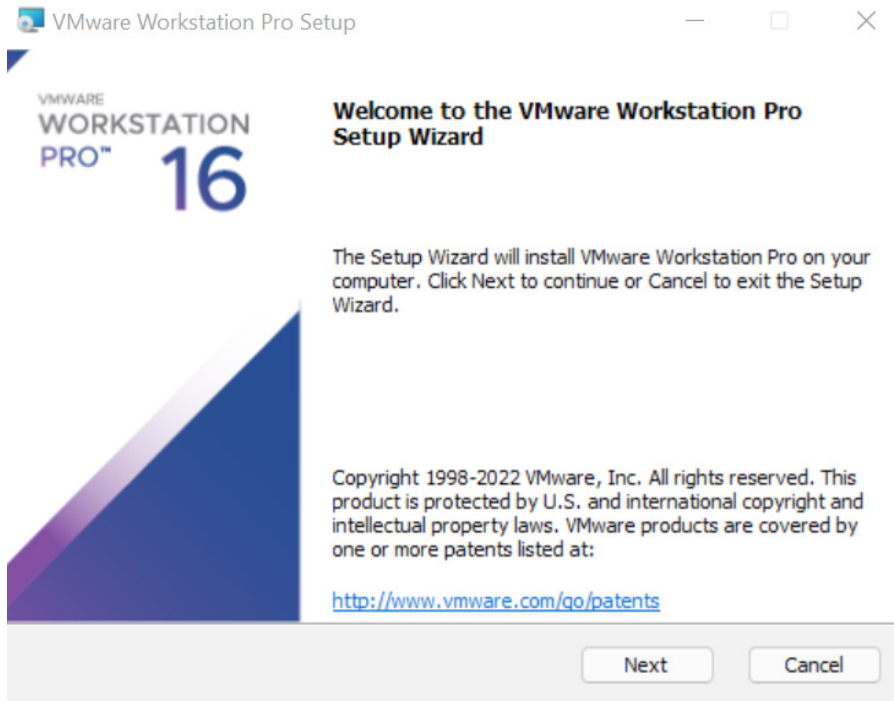 VMware Workstation Pro Setup
VMWARE
WORKSTATION
PRO™ 16
Welcome to the VMware Workstation Pro
Setup Wizard
The Setup Wizard will install VMware Workstation Pro on your
computer. Click Next to continue or Cancel to exit the Setup
Wizard.
Copyright 1998-2022 VMware, Inc. All rights reserved. This
product is protected by U.S. and international copyright and
intellectual property laws. VMware products are covered by
one or more patents listed at:
http://www.vmware.com/go/patents
Next Cancel